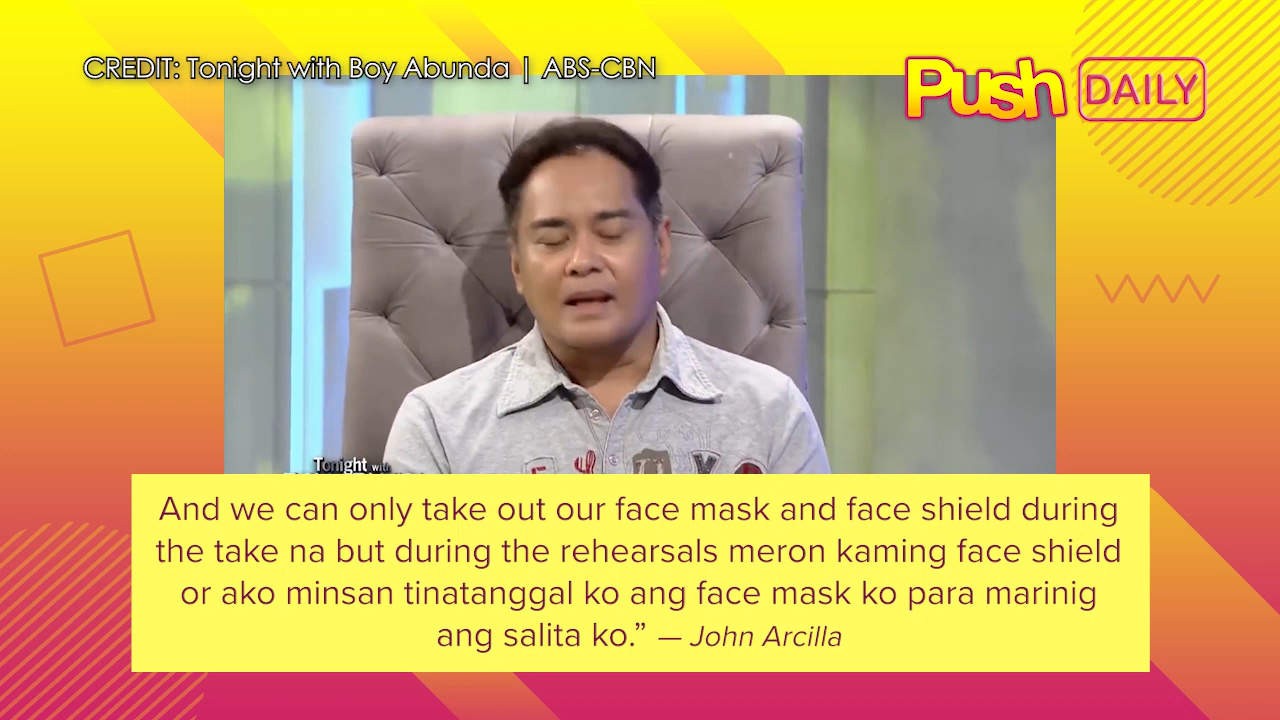 CREDIT: Tonight with Boy Abunda | ABS-CBN
Push DAILY
Tonight with
And we can only take out our face mask and face shield during
the take na but during the rehearsals meron kaming face shield
or ako minsan tinatanggal ko ang face mask ko para marinig
ang salita ko.” — John Arcilla